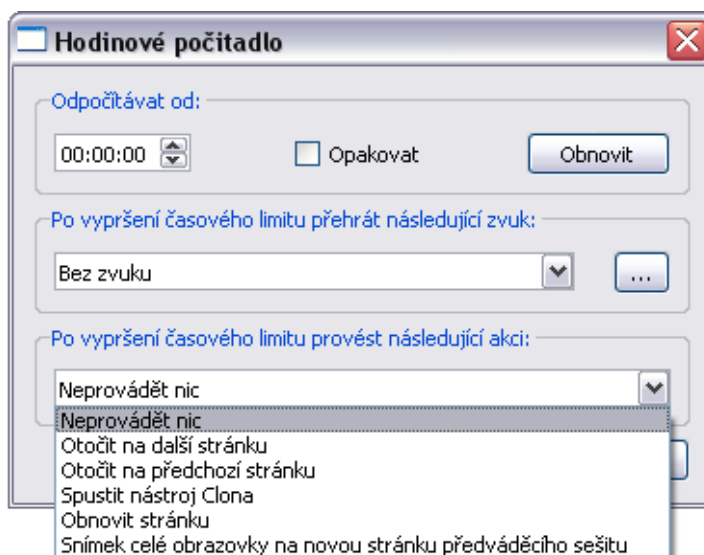 Hodinové počitadlo
Odpočítávat od:
00:00:00 Opakovat Obnovit
Po vypršení časového limitu přehrát následující zvuk:
Bez zvuku ...
Po vypršení časového limitu provést následující akci:
Neprovádět nic
Neprovádět nic
Otočit na další stránku
Otočit na předchozí stránku
Spustit nástroj Clona
Obnovit stránku
Snímek celé obrazovky na novou stránku předváděcího sešitu